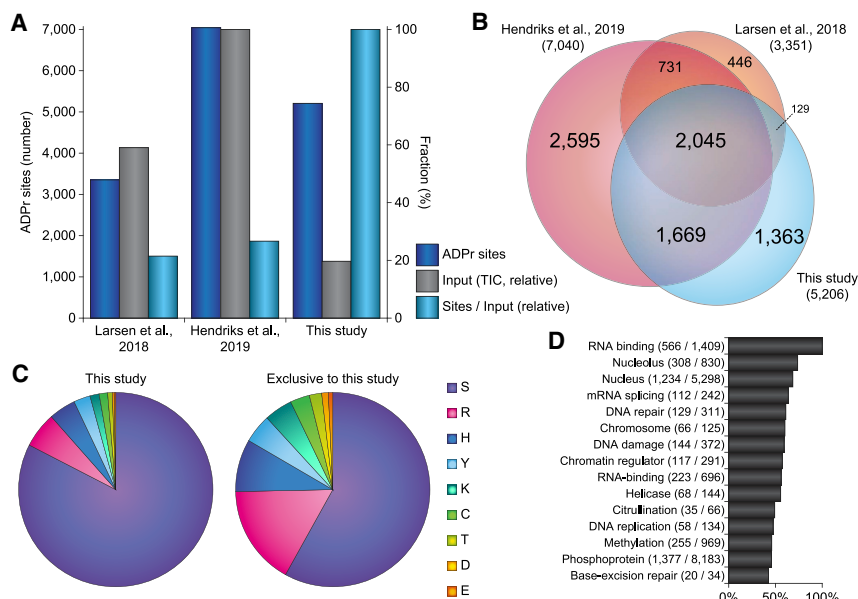 A
7,000
6,000
5,000
4,000
3,000
2,000
1,000
0
ADPr sites (number)
100
80
60
40
20
0
Fraction (%)
Larsen et al.,
2018
Hendriks et al.,
2019
This study
ADPr sites
Input (TIC, relative)
Sites / Input (relative)
B
Hendriks et al., 2019
(7,040)
Larsen et al., 2018
(3,351)
731
446
129
2,595
2,045
1,669
1,363
This study
(5,206)
C
This study
Exclusive to this study
S
R
H
Y
K
C
T
D
E
D
RNA binding (566 / 1,409)
Nucleolus (308 / 830)
Nucleus (1,234 / 5,298)
mRNA splicing (112 / 242)
DNA repair (129 / 311)
Chromosome (66 / 125)
DNA damage (144 / 372)
Chromatin regulator (117 / 291)
RNA-binding (223 / 696)
Helicase (68 / 144)
Citrullination (35 / 66)
DNA replication (58 / 134)
Methylation (255 / 969)
Phosphoprotein (1,377 / 8,183)
Base-excision repair (20 / 34)
0%
50%
100%